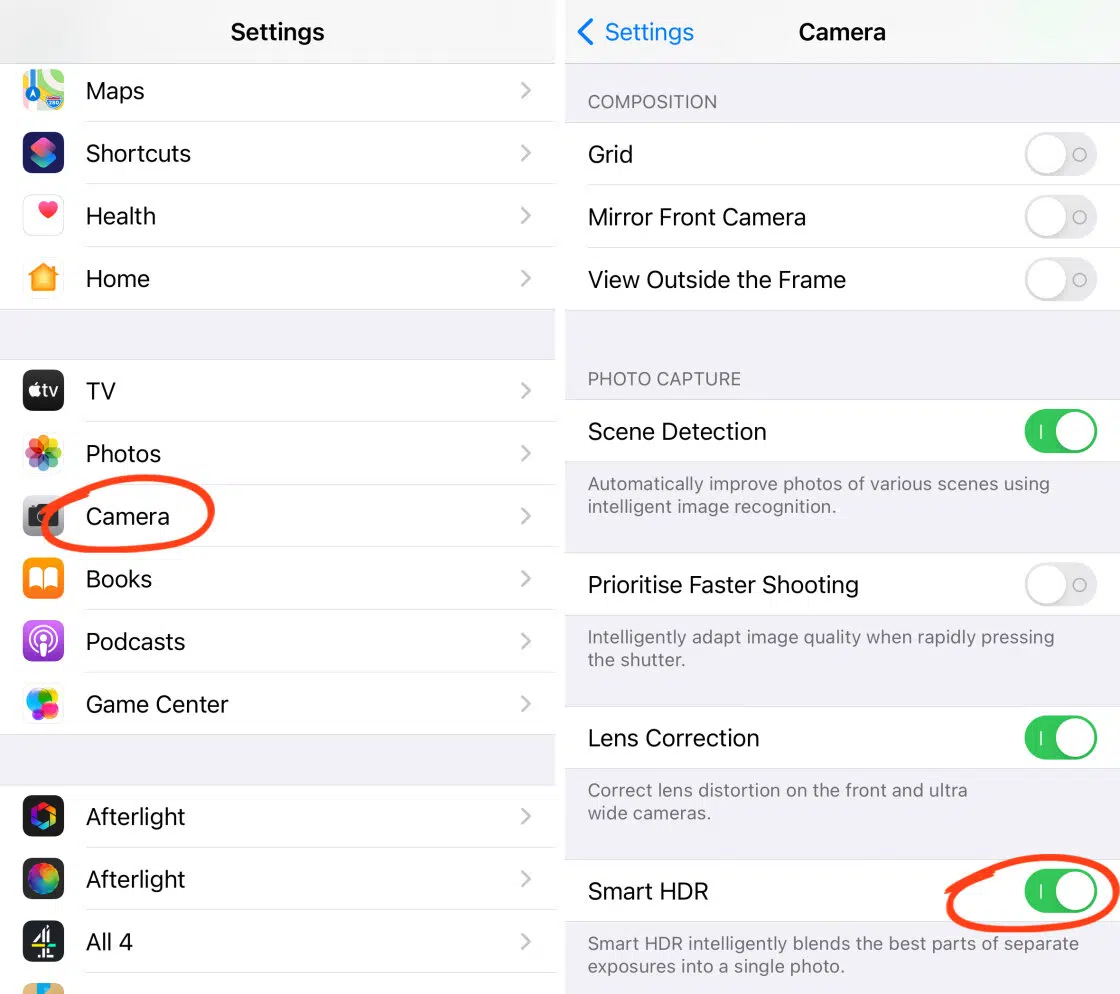 Settings
Maps
Shortcuts
Health
Home
tv
TV
Photos
Camera
Books
Podcasts
Game Center
Afterlight
Afterlight
4
All 4
Settings
Camera
COMPOSITION
Grid
Mirror Front Camera
View Outside the Frame
PHOTO CAPTURE
Scene Detection
Automatically improve photos of various scenes using
intelligent image recognition.
Prioritise Faster Shooting
Intelligently adapt image quality when rapidly pressing
the shutter.
Lens Correction
Correct lens distortion on the front and ultra
wide cameras.
Smart HDR
Smart HDR intelligently blends the best parts of separate
exposures into a single photo.